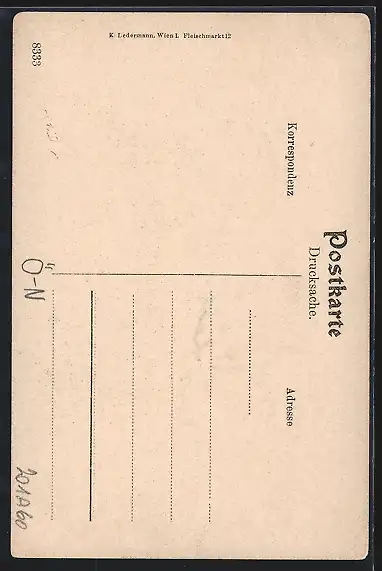 K. Ledermann, Wien I. Fleischmarkt 12
8333
Postkarte
Drucksache.
Korrespondenz
Adresse
Ö-N
201A60